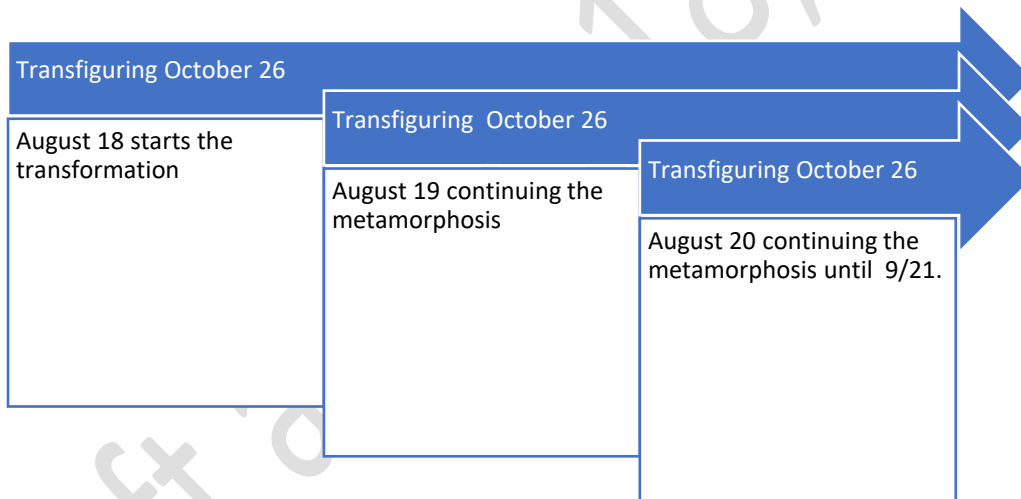 Transfiguring October 26
August 18 starts the
transformation
Transfiguring  October 26
August 19 continuing the
metamorphosis
Transfiguring October 26
August 20 continuing the
metamorphosis until  9/21.